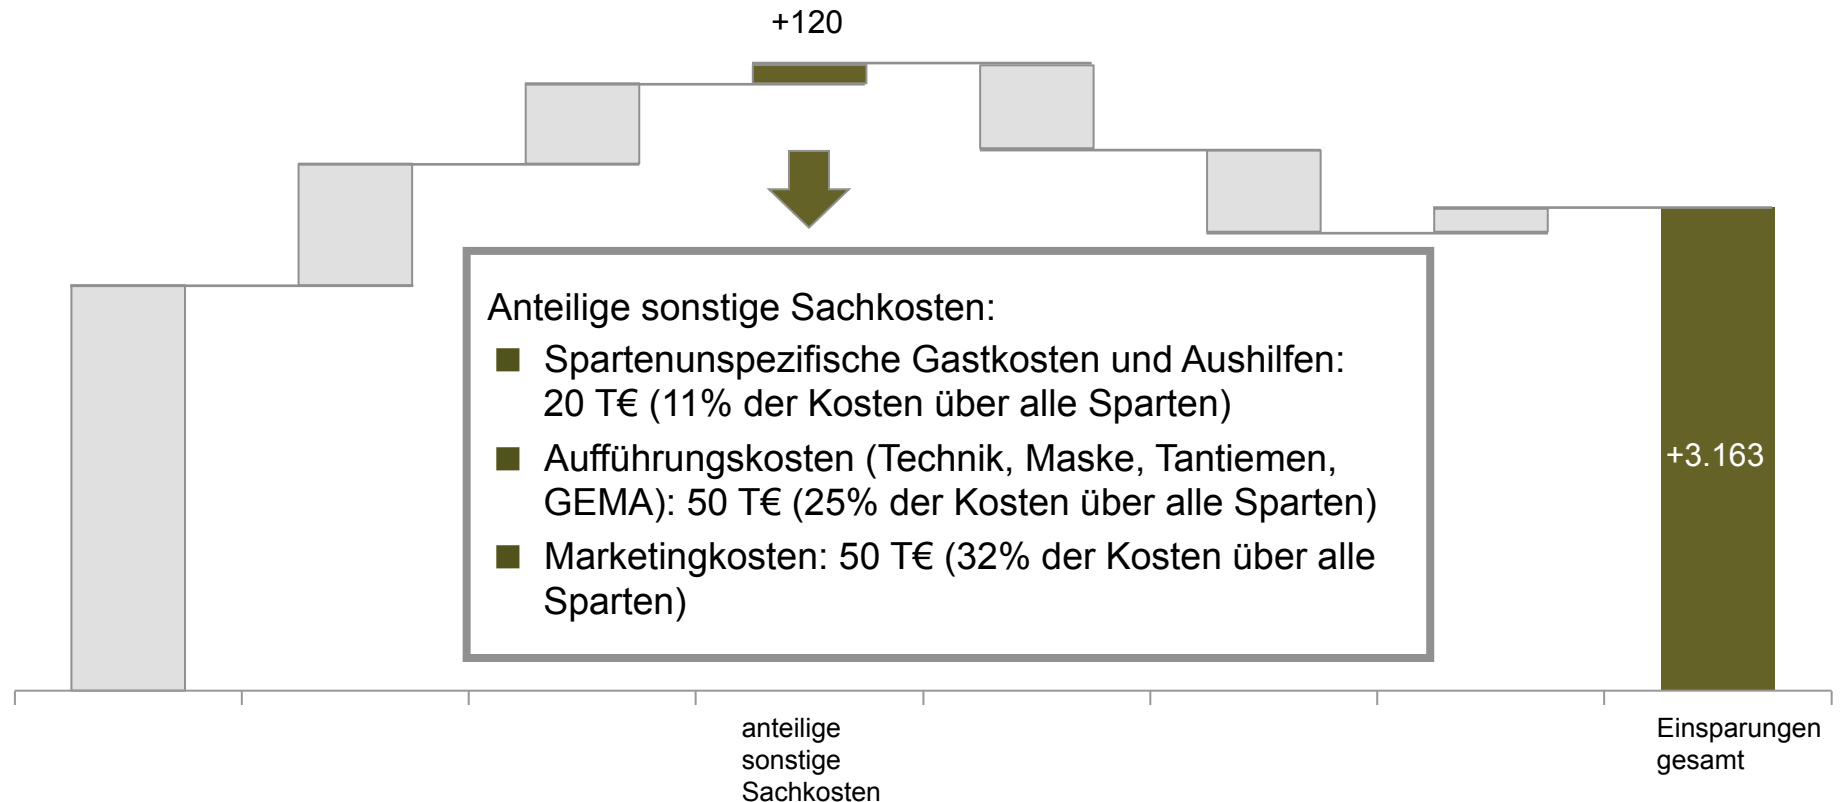 +120
Anteilige sonstige Sachkosten:
Spartenunspezifische Gastkosten und Aushilfen:
20 T€ (11% der Kosten über alle Sparten)
Aufführungskosten (Technik, Maske, Tantiemen,
GEMA): 50 T€ (25% der Kosten über alle Sparten)
Marketingkosten: 50 T€ (32% der Kosten über alle
Sparten)
+3.163
anteilige
sonstige
Sachkosten
Einsparungen
gesamt